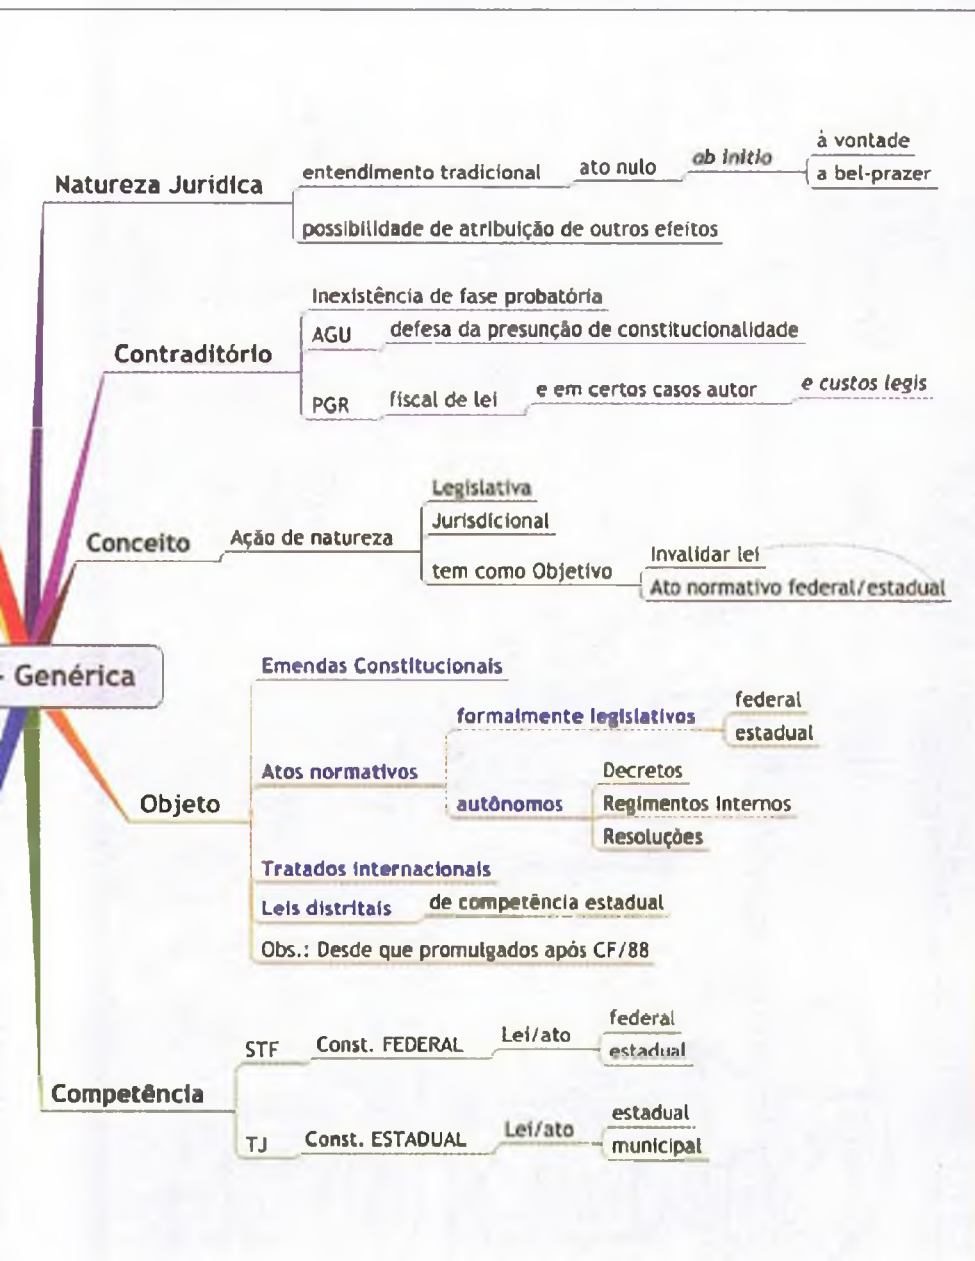 Natureza Jurídica
entendimento tradicional
ato nulo
ab initio
à vontade
a bel-prazer
possibilidade de atribuição de outros efeitos
Contraditório
Inexistência de fase probatória
AGU
defesa da presunção de constitucionalidade
PGR
fiscal de lei
e em certos casos autor
e custos legis
Conceito
Ação de natureza
Legislativa
Jurisdicional
tem como Objetivo
Invalidar lei
Ato normativo federal/estadual
- Genérica
Objeto
Emendas Constitucionais
Atos normativos
formalmente legislativos
federal
estadual
autônomos
Decretos
Regimentos Internos
Resoluções
Tratados internacionais
Leis distritais
de competência estadual
Obs.: Desde que promulgados após CF/88
Competência
STF
Const. FEDERAL
Lei/ato
federal
estadual
TJ
Const. ESTADUAL
Lei/ato
estadual
municipal